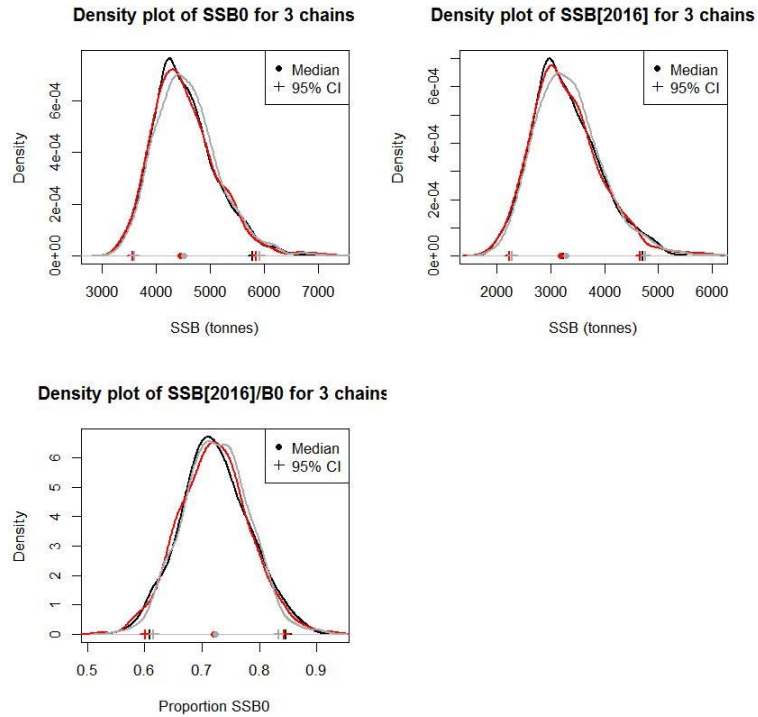 Density plot of SSB0 for 3 chains
Density
6e-04
4e-04
2e-04
0e+00
Median
95% CI
3000 4000 5000 6000 7000
SSB (tonnes)
Density plot of SSB[2016] for 3 chains
Density
6e-04
4e-04
2e-04
0e+00
Median
95% CI
2000 3000 4000 5000 6000
SSB (tonnes)
Density plot of SSB[2016]/B0 for 3 chains
Density
6
5
4
3
2
1
0
Median
95% CI
0.5 0.6 0.7 0.8 0.9
Proportion SSB0